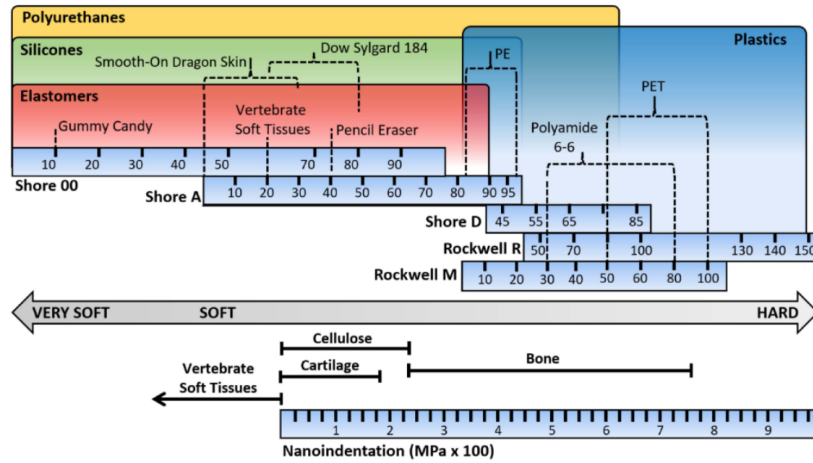 Polyurethanes
Silicones
Smooth-On Dragon Skin
Dow Sylgard 184
PE
Plastics
Elastomers
Gummy Candy
Vertebrate
Soft Tissues
Pencil Eraser
PET
Polyamide
6-6
10 20 30 40 50 70 80 90
Shore 00
Shore A
10 20 30 40 50 60 70 80 90 95
Shore D
45 55 65 85
Rockwell R
50 70 100 130 140 150
Rockwell M
10 20 30 40 50 60 80 100
VERY SOFT SOFT HARD
Cellulose
Cartilage
Bone
Vertebrate
Soft Tissues
1 2 3 4 5 6 7 8 9
Nanoindentation (MPa x 100)